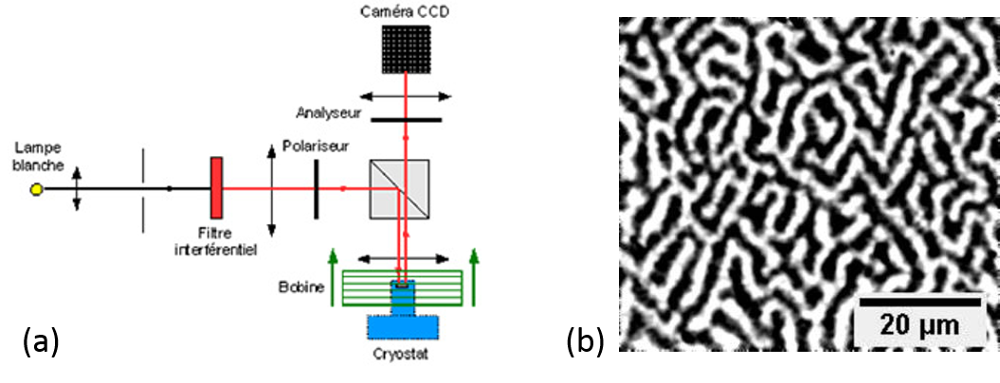 Caméra CCD
Analyseur
Lampe
blanche
Polariseur
Filtre
interférentiel
Bobine
Cryostat
(a)
(b)
20 µm